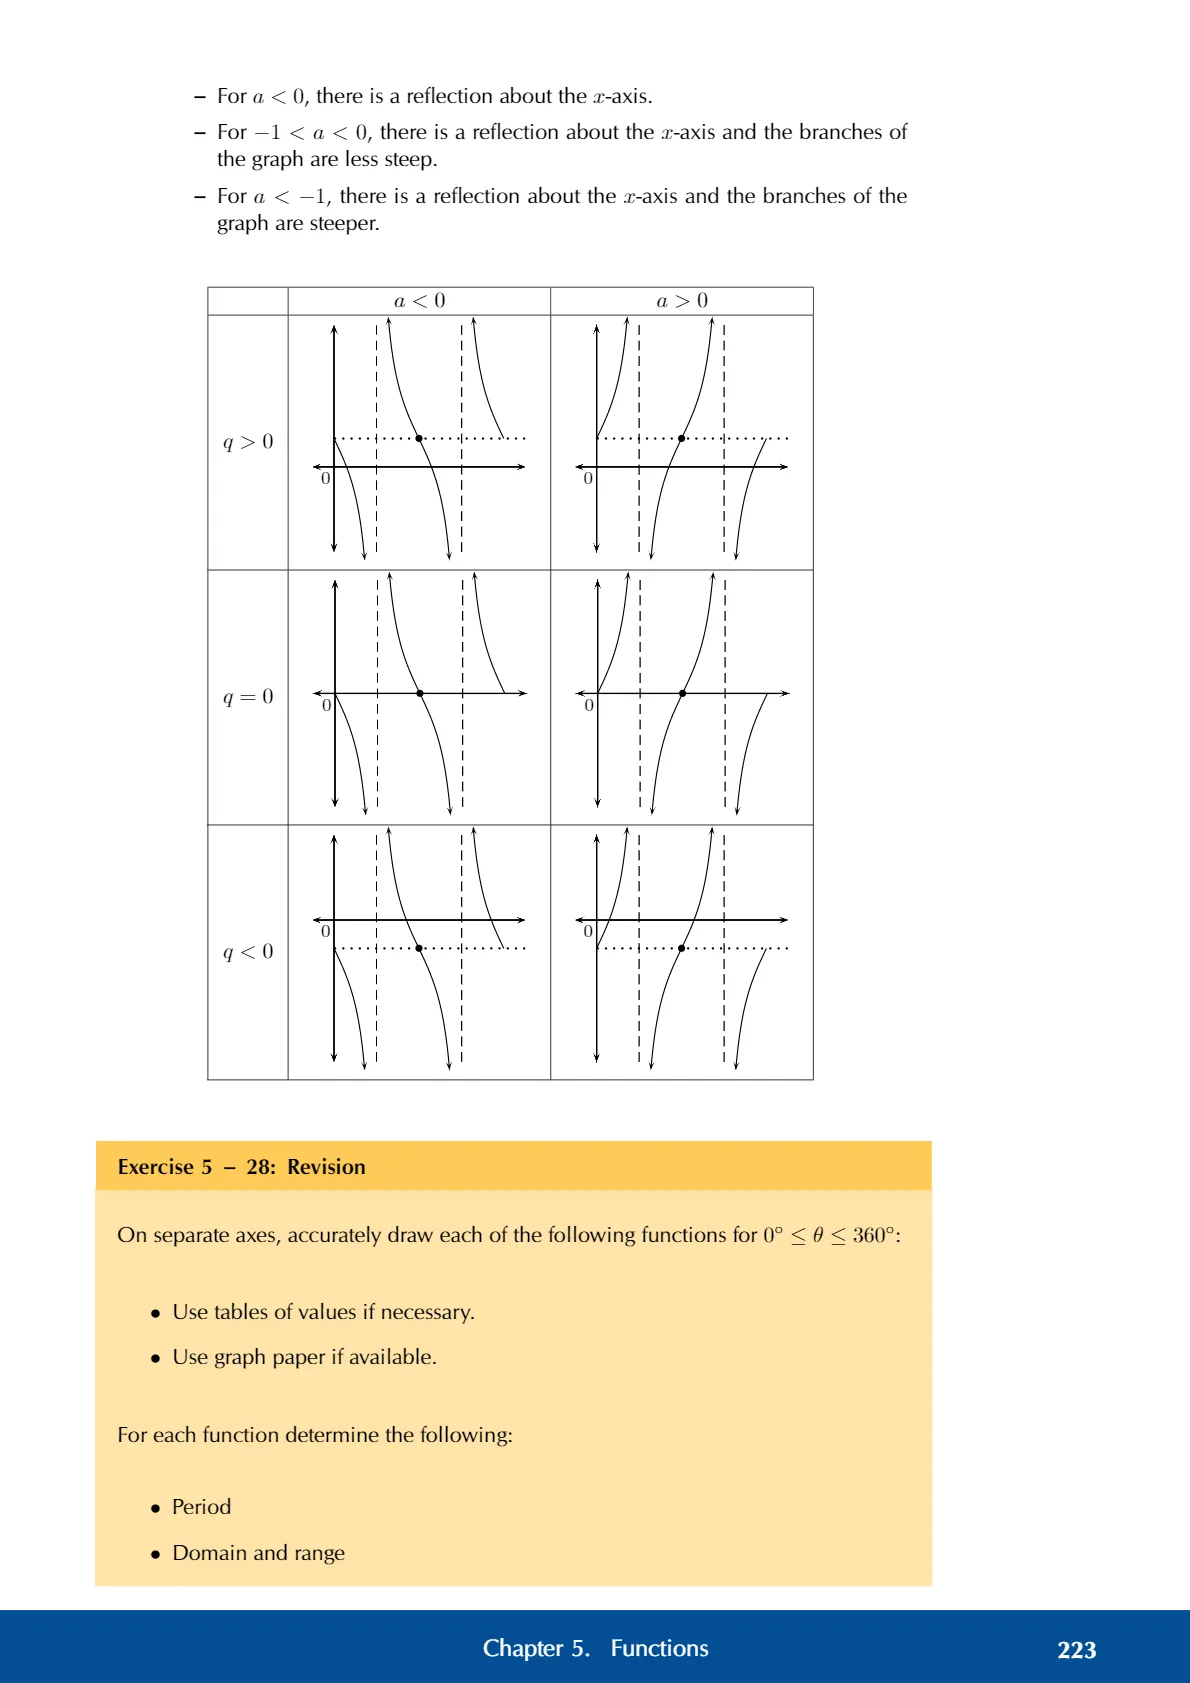 – For a < 0, there is a reflection about the x-axis.
– For −1 < a < 0, there is a reflection about the x-axis and the branches of
the graph are less steep.
– For a < −1, there is a reflection about the x-axis and the branches of the
graph are steeper.
a < 0 a > 0
q > 0
0 0
q = 0
0 0
q < 0
0 0
Exercise 5 – 28: Revision
On separate axes, accurately draw each of the following functions for 0° ≤ θ ≤ 360°:
• Use tables of values if necessary.
• Use graph paper if available.
For each function determine the following:
• Period
• Domain and range
Chapter 5. Functions 223